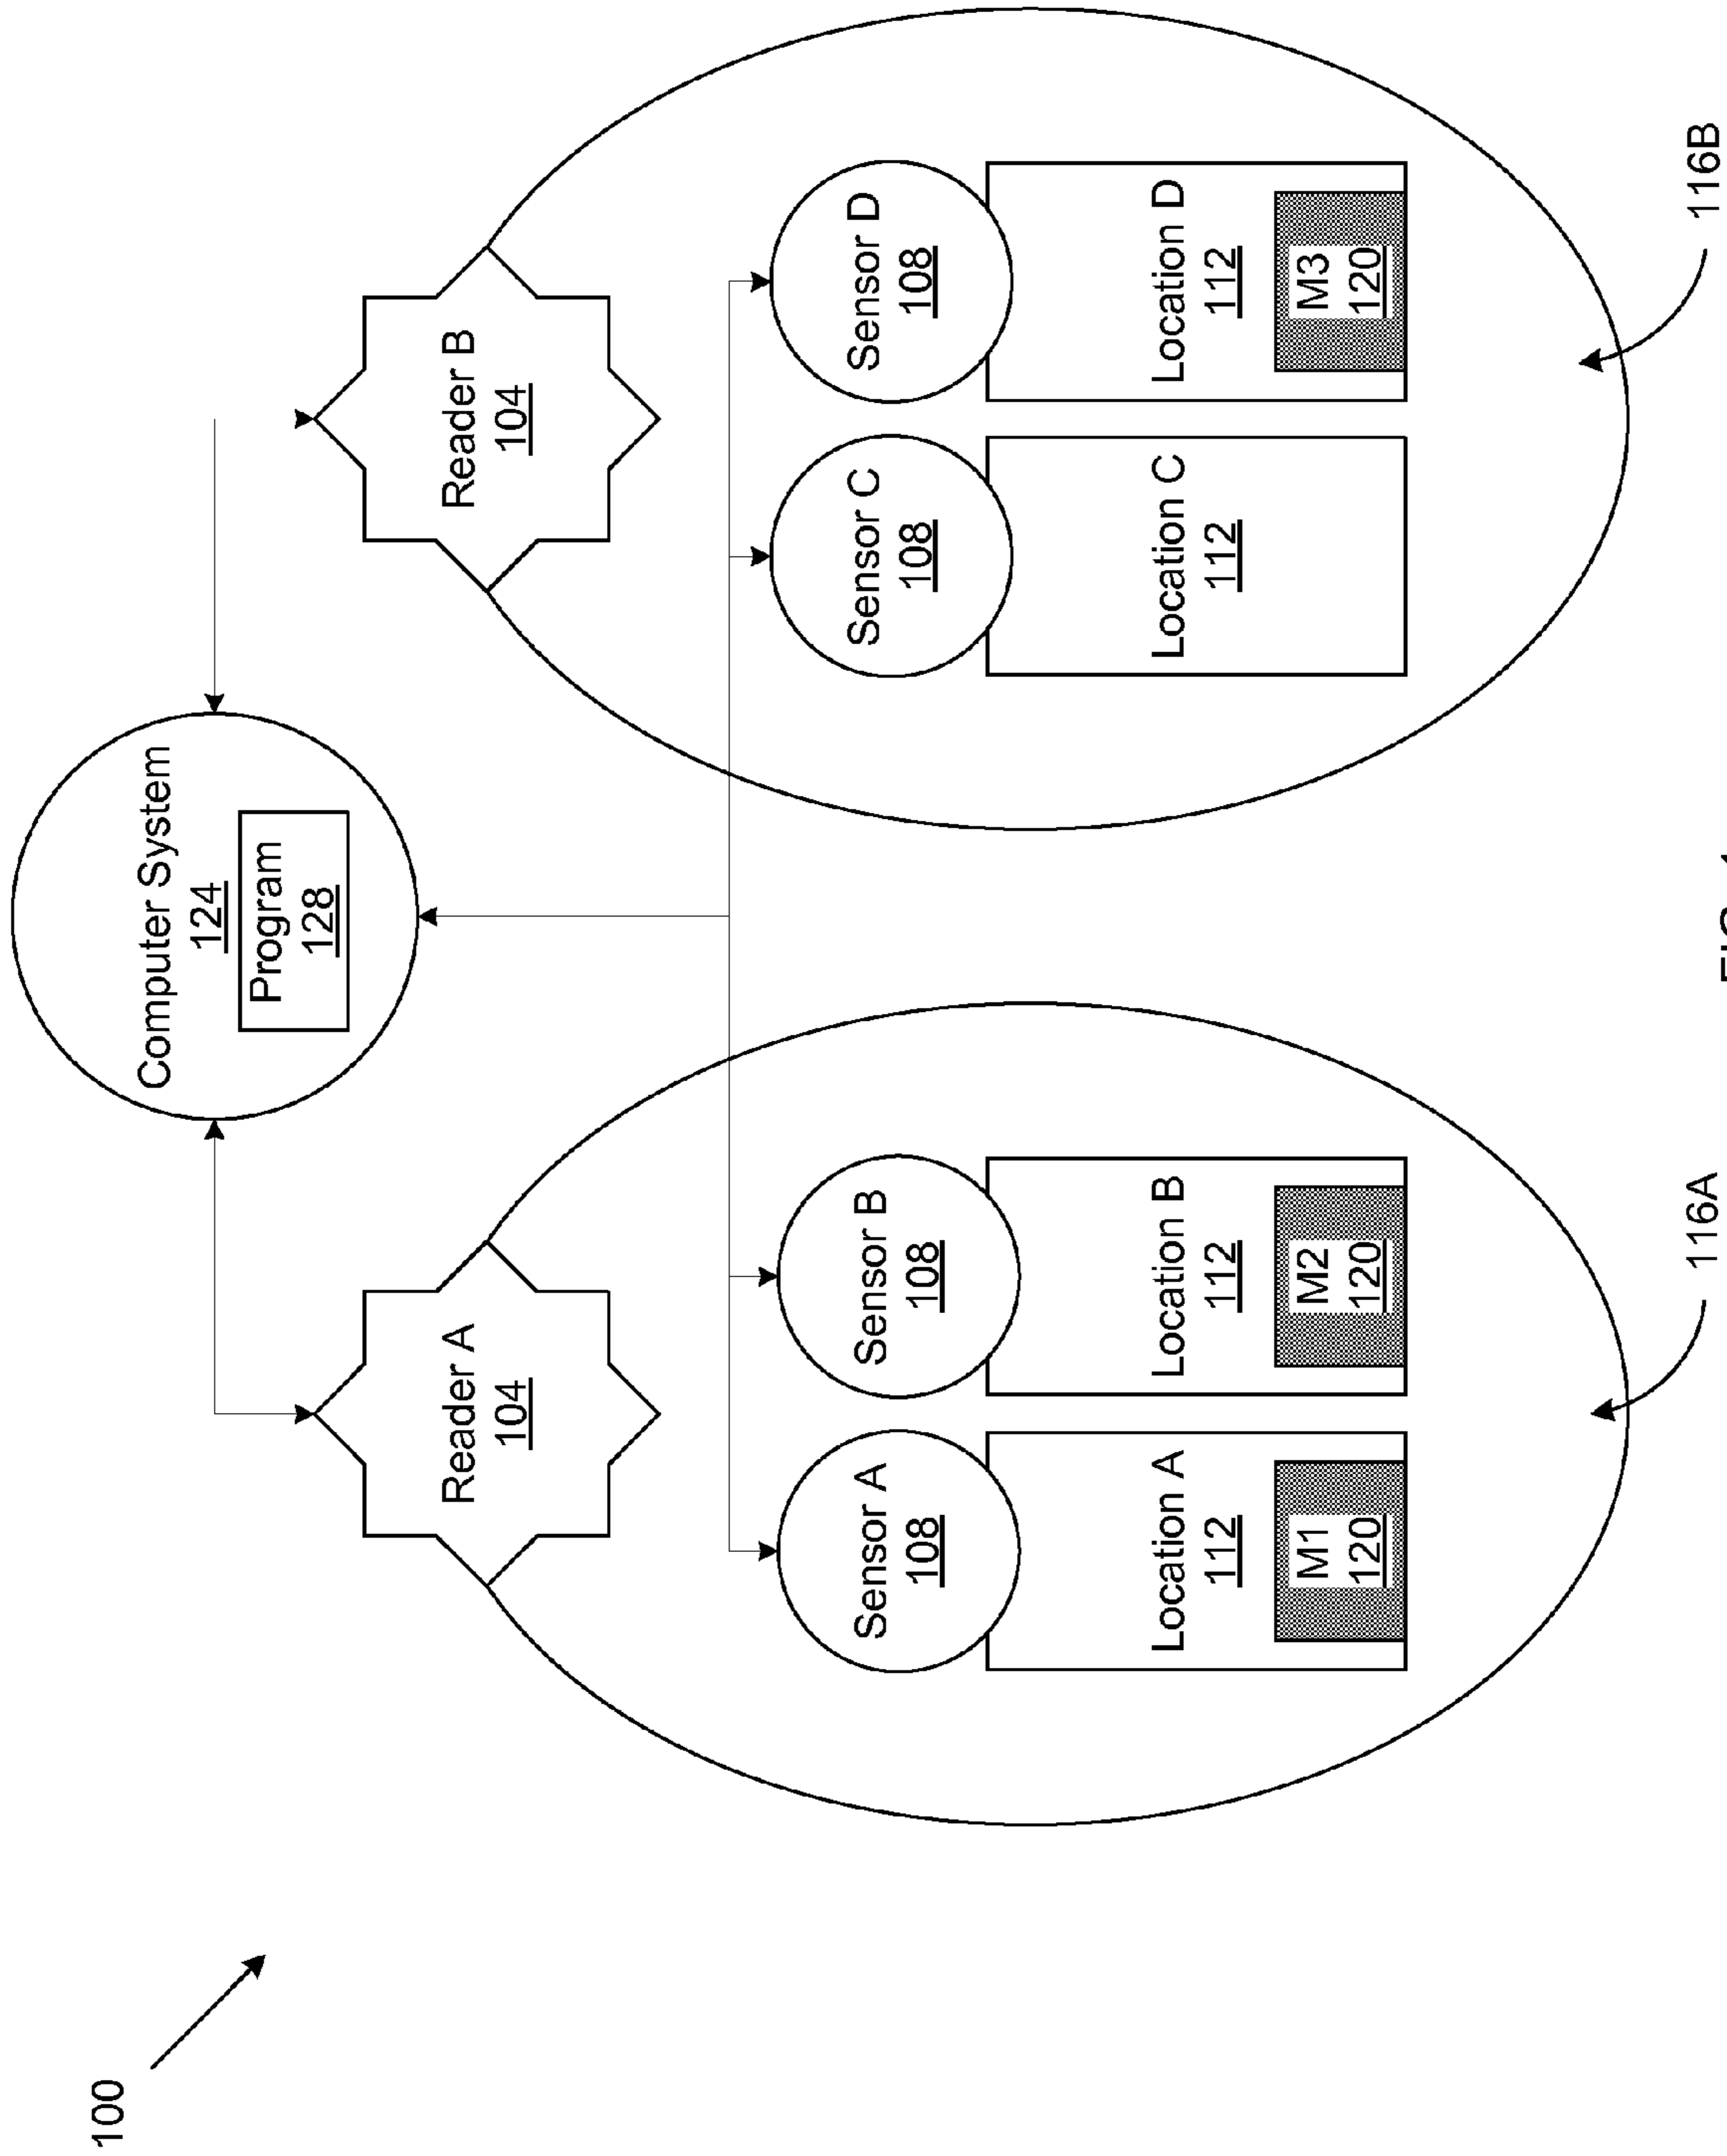 100
Computer System
124
Program
128
Reader A
104
Reader B
104
Sensor A
108
Sensor B
108
Sensor C
108
Sensor D
108
Location A
112
Location B
112
Location C
112
Location D
112
M1
120
M2
120
M3
120
116A
116B